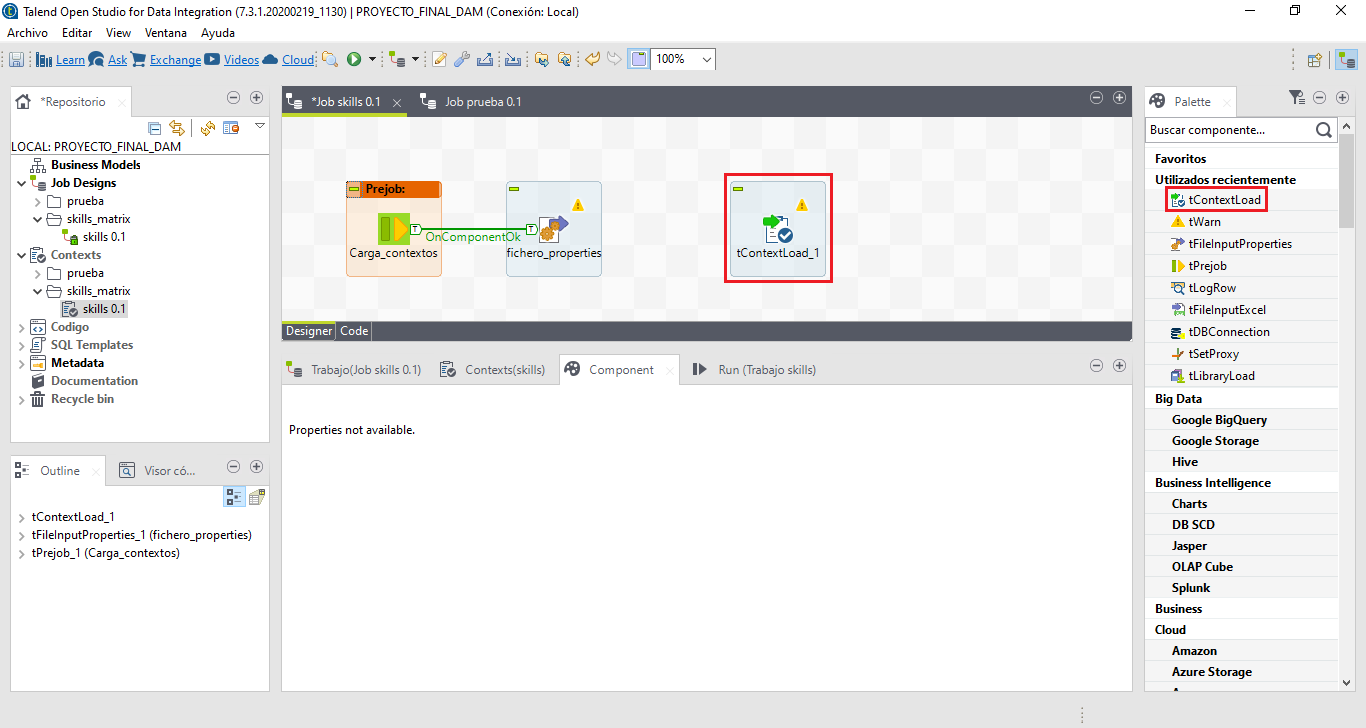 Talend Open Studio for Data Integration (7.3.1.20200219_1130) | PROYECTO_FINAL_DAM (Conexión: Local)
Archivo Editar View Ventana Ayuda
Learn Ask Exchange Videos Cloud 100%
*Repositorio
LOCAL: PROYECTO_FINAL_DAM
Business Models
Job Designs
prueba
skills_matrix
skills 0.1
Contexts
prueba
skills_matrix
skills 0.1
Codigo
SQL Templates
Metadata
Documentation
Recycle bin
Outline Visor có...
tContextLoad_1
tFileInputProperties_1 (fichero_properties)
tPrejob_1 (Carga_contextos)
*Job skills 0.1 Job prueba 0.1
Prejob:
T T
OnComponentOk
Carga_contextos fichero_properties tContextLoad_1
Designer Code
Trabajo(Job skills 0.1) Contexts(skills) Component Run (Trabajo skills)
Properties not available.
Palette
Buscar componente...
Favoritos
Utilizados recientemente
tContextLoad
tWarn
tFileInputProperties
tPrejob
tLogRow
tFileInputExcel
tDBConnection
tSetProxy
tLibraryLoad
Big Data
Google BigQuery
Google Storage
Hive
Business Intelligence
Charts
DB SCD
Jasper
OLAP Cube
Splunk
Business
Cloud
Amazon
Azure Storage